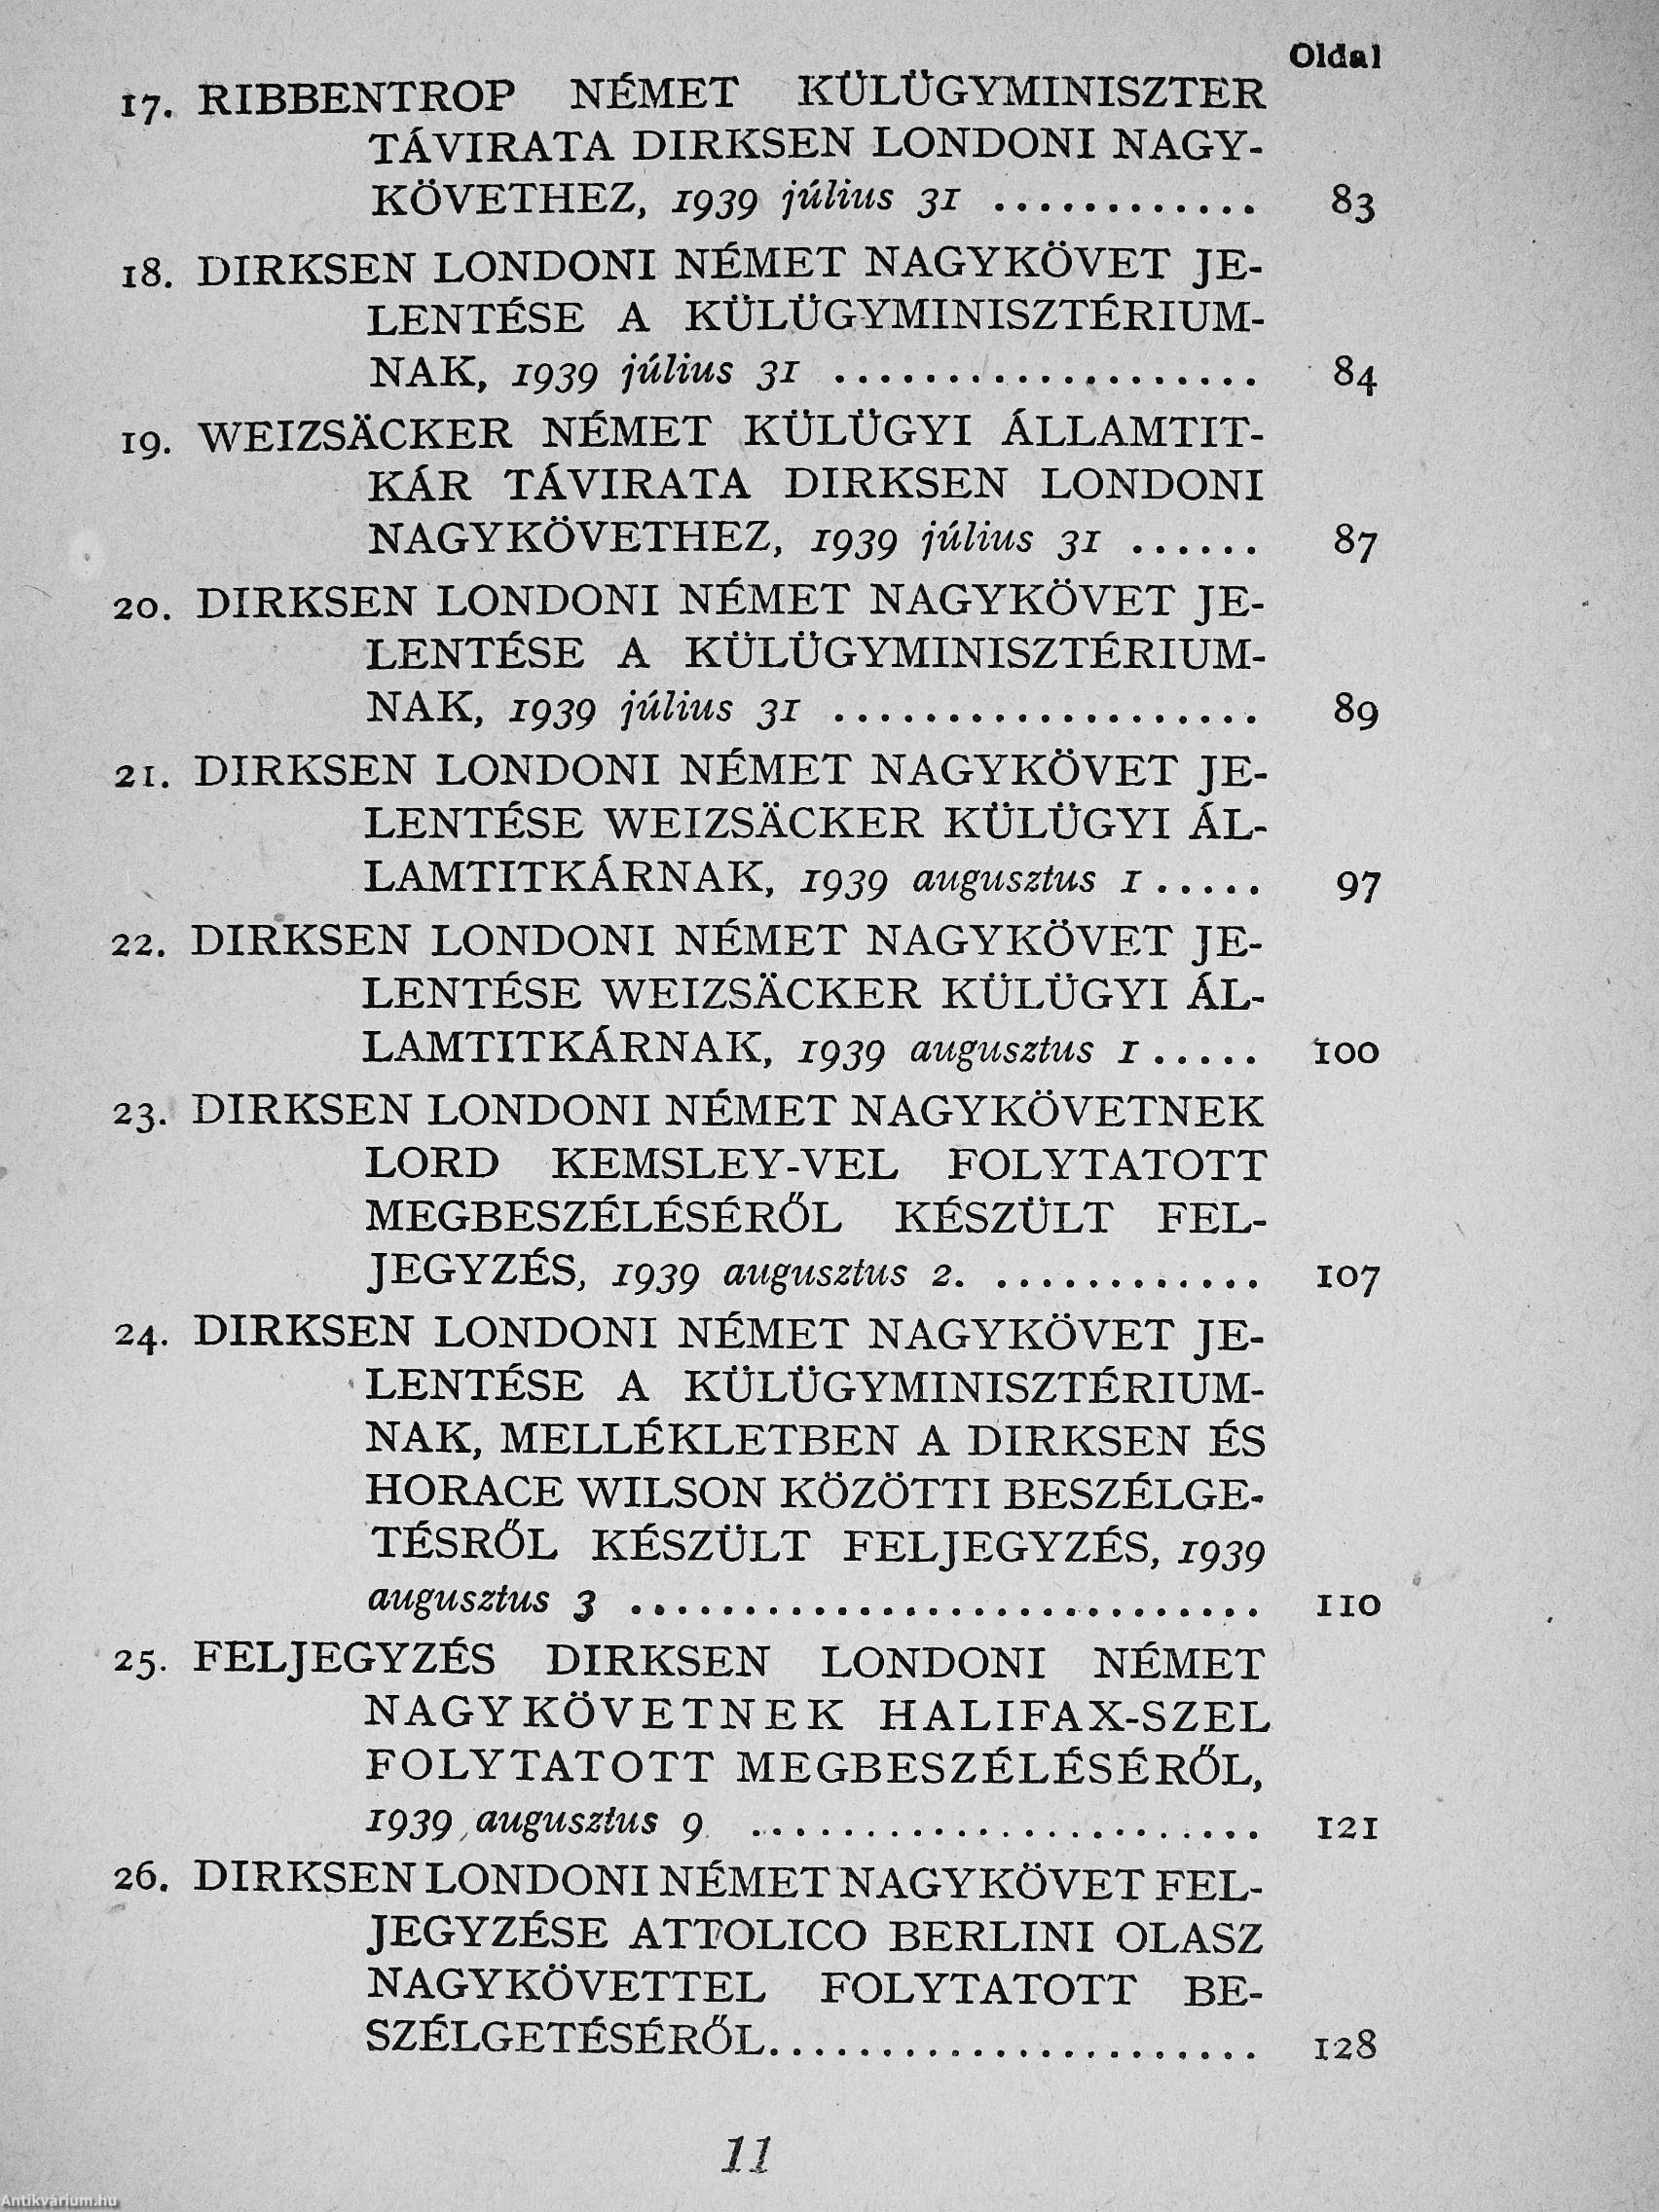 Oldal
17. RIBBENTROP NÉMET KÜLÜGYMINISZTER
TÁVIRATA DIRKSEN LONDONI NAGY-
KÖVETHEZ, 1939 július 31 ............ 83
18. DIRKSEN LONDONI NÉMET NAGYKÖVET JE-
LENTÉSE A KÜLÜGYMINISZTÉRIUM-
NAK, 1939 július 31 ................... 84
19. WEIZSÄCKER NÉMET KÜLÜGYI ÁLLAMTIT-
KÁR TÁVIRATA DIRKSEN LONDONI
NAGYKÖVETHEZ, 1939 július 31 ...... 87
20. DIRKSEN LONDONI NÉMET NAGYKÖVET JE-
LENTÉSE A KÜLÜGYMINISZTÉRIUM-
NAK, 1939 július 31 ................... 89
21. DIRKSEN LONDONI NÉMET NAGYKÖVET JE-
LENTÉSE WEIZSÄCKER KÜLÜGYI ÁL-
LAMTITKÁRNAK, 1939 augusztus 1 ..... 97
22. DIRKSEN LONDONI NÉMET NAGYKÖVET JE-
LENTÉSE WEIZSÄCKER KÜLÜGYI ÁL-
LAMTITKÁRNAK, 1939 augusztus 1 ..... 100
23. DIRKSEN LONDONI NÉMET NAGYKÖVETNEK
LORD KEMSLEY-VEL FOLYTATOTT
MEGBESZÉLÉSÉRŐL KÉSZÜLT FEL-
JEGYZÉS, 1939 augusztus 2. ............ 107
24. DIRKSEN LONDONI NÉMET NAGYKÖVET JE-
LENTÉSE A KÜLÜGYMINISZTÉRIUM-
NAK, MELLÉKLETBEN A DIRKSEN ÉS
HORACE WILSON KÖZÖTTI BESZÉLGE-
TÉSRŐL KÉSZÜLT FELJEGYZÉS, 1939
augusztus 3 ............................ 110
25. FELJEGYZÉS DIRKSEN LONDONI NÉMET
NAGYKÖVETNEK HALIFAX-SZEL
FOLYTATOTT MEGBESZÉLÉSÉRŐL,
1939 augusztus 9 ....................... 121
26. DIRKSEN LONDONI NÉMET NAGYKÖVET FEL-
JEGYZÉSE ATTOLICO BERLINI OLASZ
NAGYKÖVETTEL FOLYTATOTT BE-
SZÉLGETÉSÉRŐL...................... 128
11
Antikvárium.hu